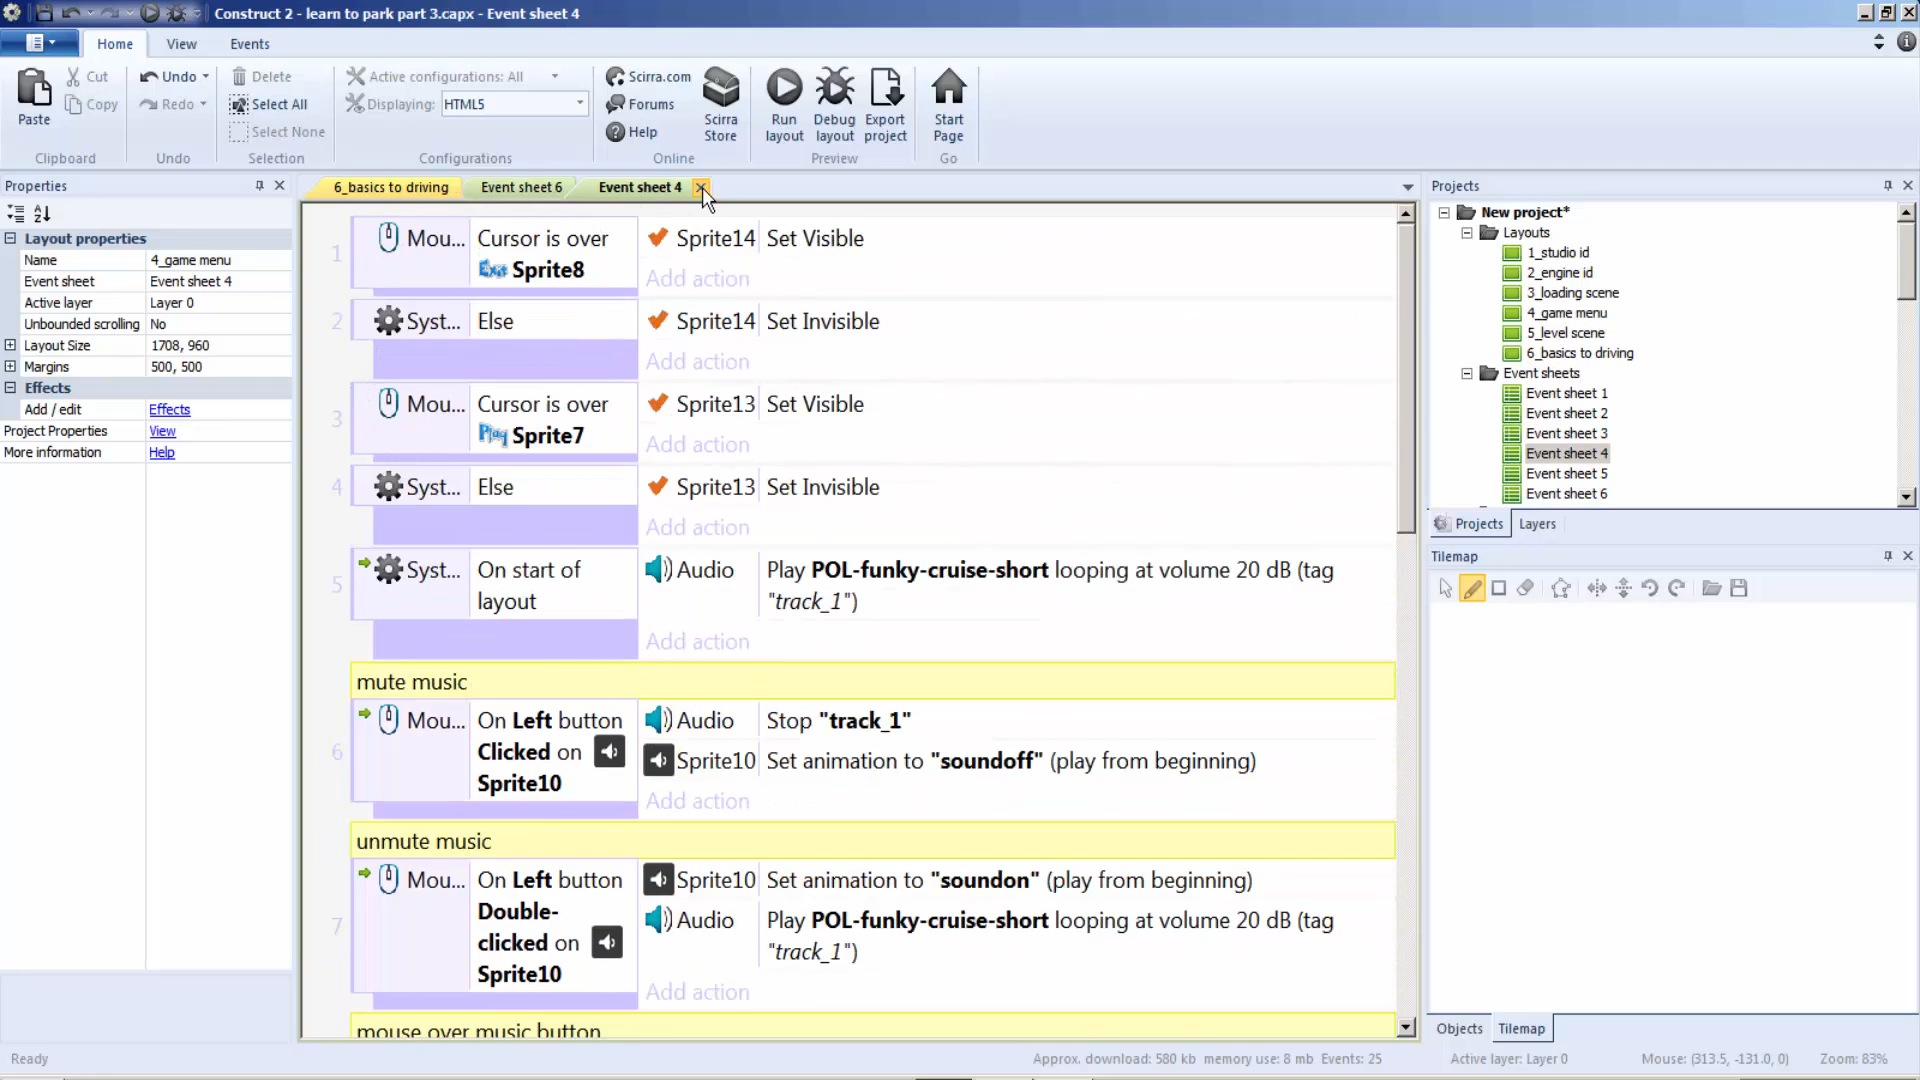 Construct 2 - learn to park part 3.capx - Event sheet 4
Home View Events
Paste
Cut
Copy
Clipboard
Undo
Redo
Undo
Delete
Select All
Select None
Selection
Active configurations: All
Displaying: HTML5
Configurations
Scirra.com
Forums
Help
Scirra
Store
Online
Run
layout
Debug
layout
Export
project
Preview
Start
Page
Go
Properties
Layout properties
Name 4_game menu
Event sheet Event sheet 4
Active layer Layer 0
Unbounded scrolling No
Layout Size 1708, 960
Margins 500, 500
Effects
Add / edit Effects
Project Properties View
More information Help
6_basics to driving Event sheet 6 Event sheet 4
1 Mou... Cursor is over Sprite14 Set Visible
Exit Sprite8 Add action
2 Syst... Else Sprite14 Set Invisible
Add action
3 Mou... Cursor is over Sprite13 Set Visible
Play Sprite7 Add action
4 Syst... Else Sprite13 Set Invisible
Add action
5 Syst... On start of Audio Play POL-funky-cruise-short looping at volume 20 dB (tag
layout "track_1")
Add action
mute music
6 Mou... On Left button Audio Stop "track_1"
Clicked on Sprite10 Set animation to "soundoff" (play from beginning)
Sprite10 Add action
unmute music
7 Mou... On Left button Sprite10 Set animation to "soundon" (play from beginning)
Double- Audio Play POL-funky-cruise-short looping at volume 20 dB (tag
clicked on "track_1")
Sprite10 Add action
mouse over music button
Projects
New project*
Layouts
1_studio id
2_engine id
3_loading scene
4_game menu
5_level scene
6_basics to driving
Event sheets
Event sheet 1
Event sheet 2
Event sheet 3
Event sheet 4
Event sheet 5
Event sheet 6
Projects Layers
Tilemap
Objects Tilemap
Ready Approx. download: 580 kb memory use: 8 mb Events: 25 Active layer: Layer 0 Mouse: (313.5, -131.0, 0) Zoom: 83%